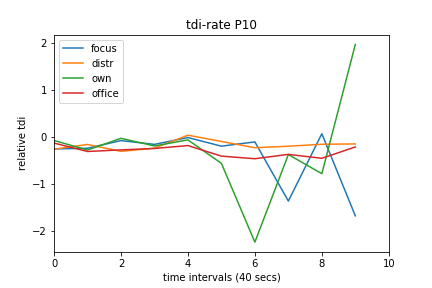 tdi-rate P10
focus
distr
own
office
relative tdi
2
1
0
−1
−2
0 2 4 6 8 10
time intervals (40 secs)